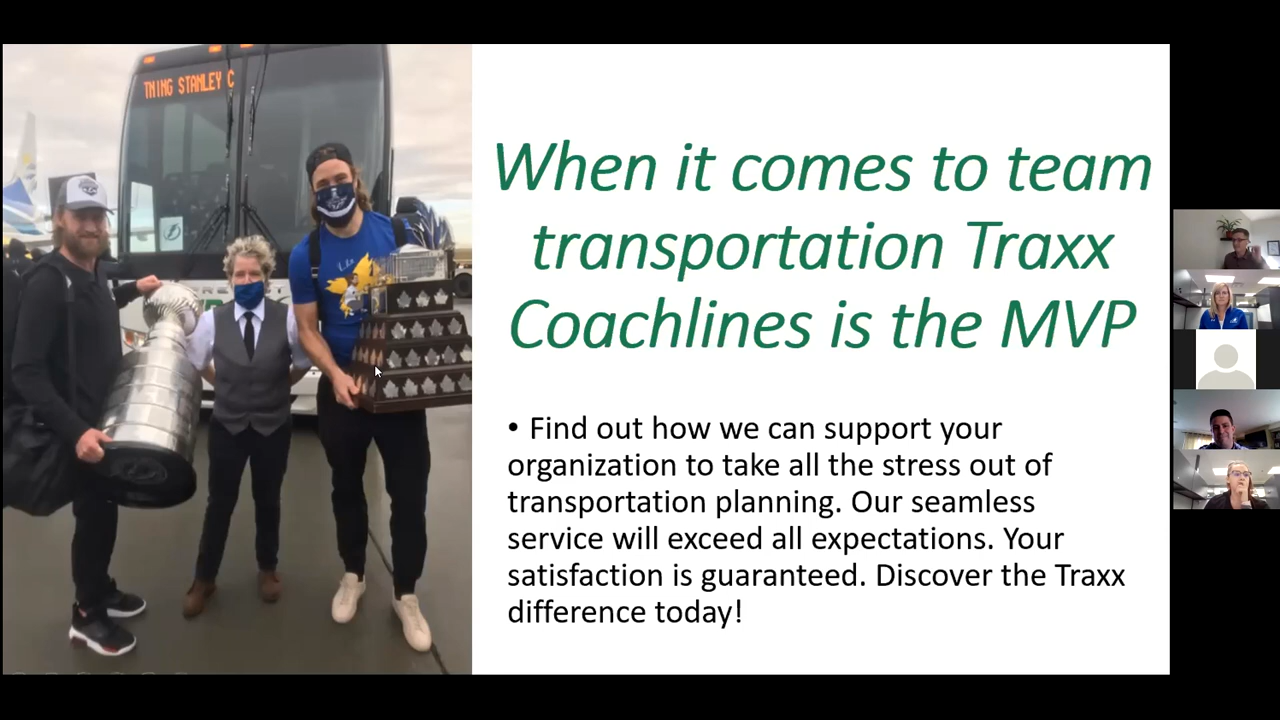 TNING STANLEY C
When it comes to team
transportation Traxx
Coachlines is the MVP
• Find out how we can support your
organization to take all the stress out of
transportation planning. Our seamless
service will exceed all expectations. Your
satisfaction is guaranteed. Discover the Traxx
difference today!